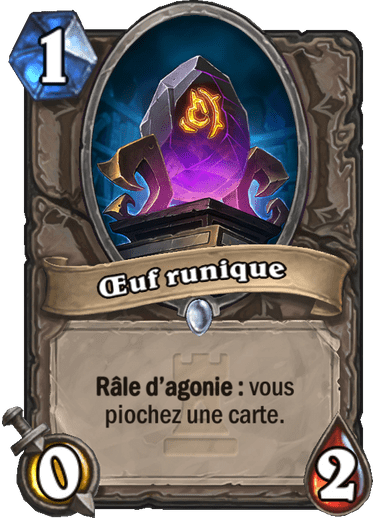 1
Œuf runique
Râle d'agonie : vous
piochez une carte.
0
2